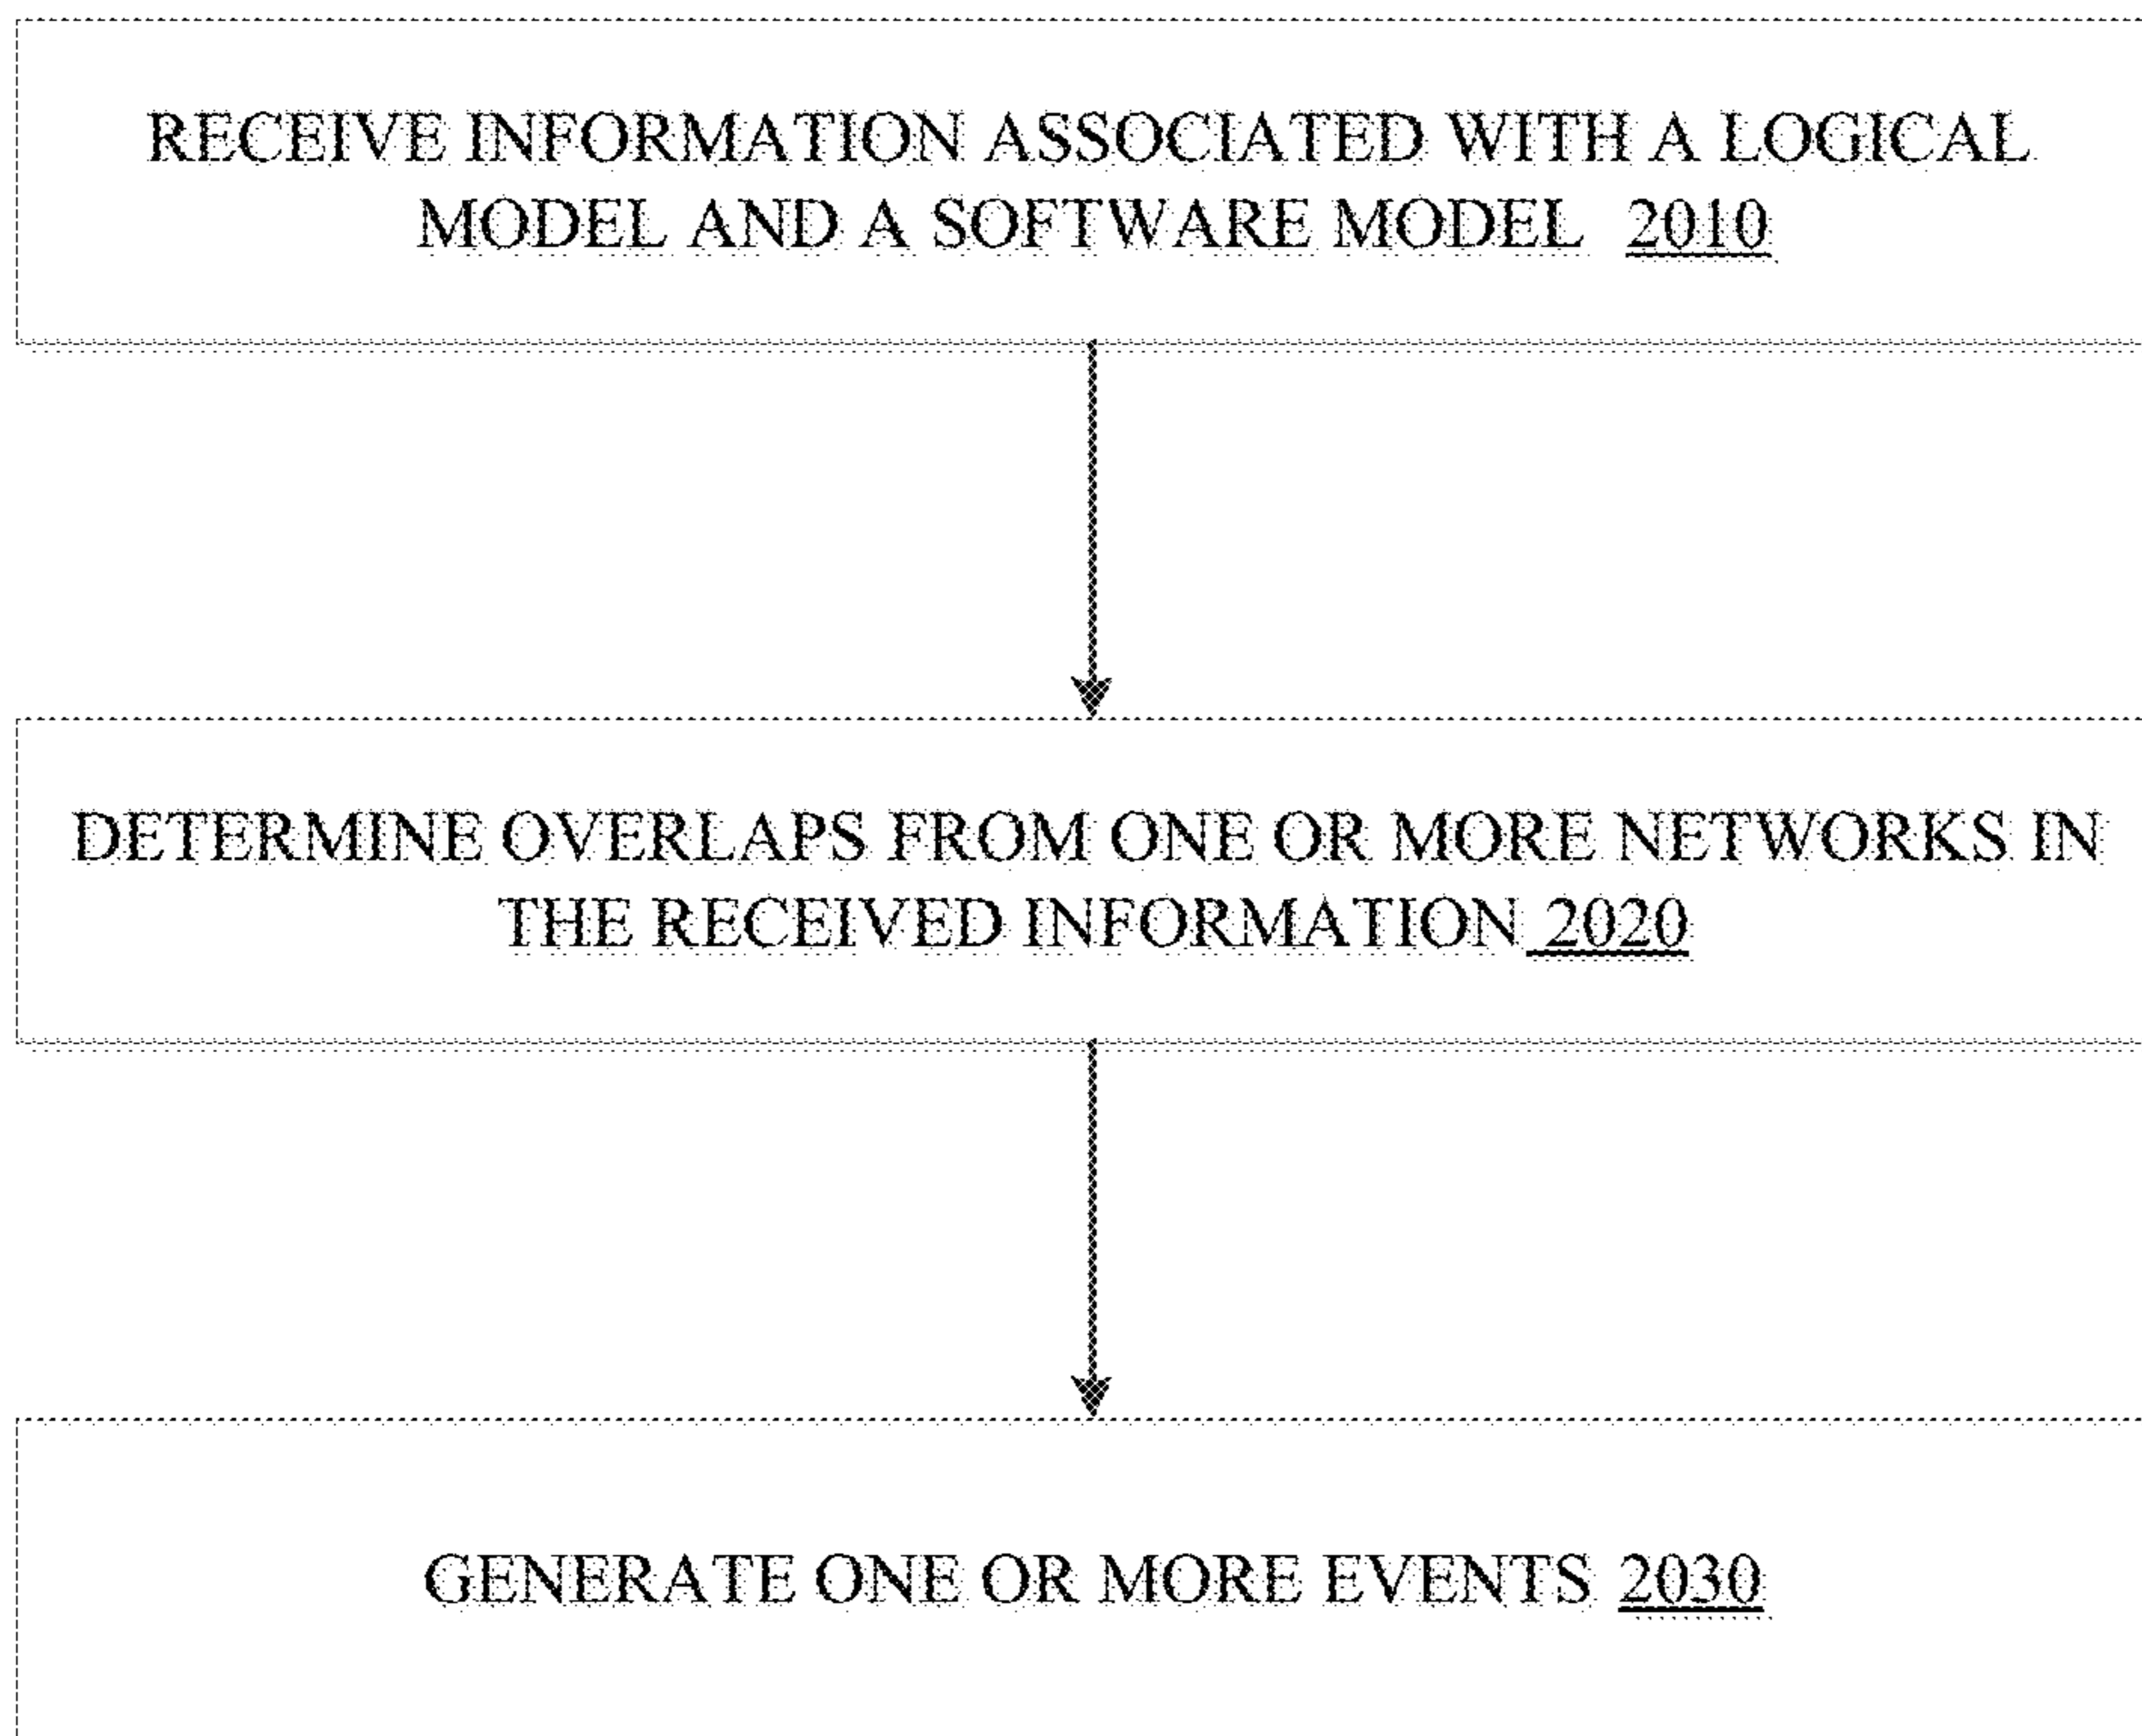 RECEIVE INFORMATION ASSOCIATED WITH A LOGICAL
MODEL AND A SOFTWARE MODEL 2010
DETERMINE OVERLAPS FROM ONE OR MORE NETWORKS IN
THE RECEIVED INFORMATION 2020
GENERATE ONE OR MORE EVENTS 2030